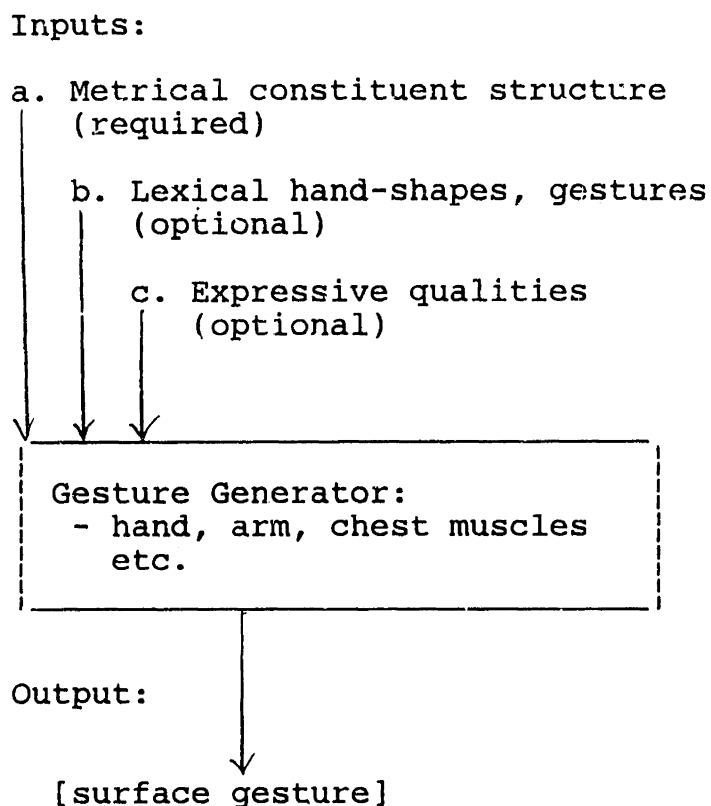 Inputs:
a. Metrical constituent structure
(required)
b. Lexical hand-shapes, gestures
(optional)
c. Expressive qualities
(optional)
Gesture Generator:
- hand, arm, chest muscles
etc.
Output:
[surface gesture]